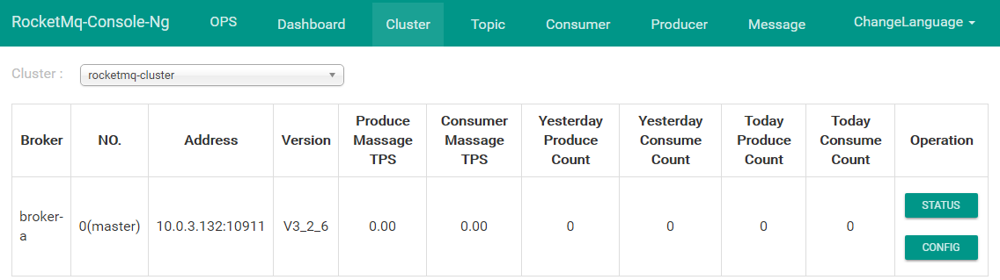 RocketMq-Console-Ng OPS Dashboard Cluster Topic Consumer Producer Message ChangeLanguage
Cluster : rocketmq-cluster
Broker
NO.
Address
Version
Produce
Massage
TPS
Consumer
Massage
TPS
Yesterday
Produce
Count
Yesterday
Consume
Count
Today
Produce
Count
Today
Consume
Count
Operation
broker-
a
0(master)
10.0.3.132:10911
V3_2_6
0.00
0.00
0
0
0
0
STATUS
CONFIG